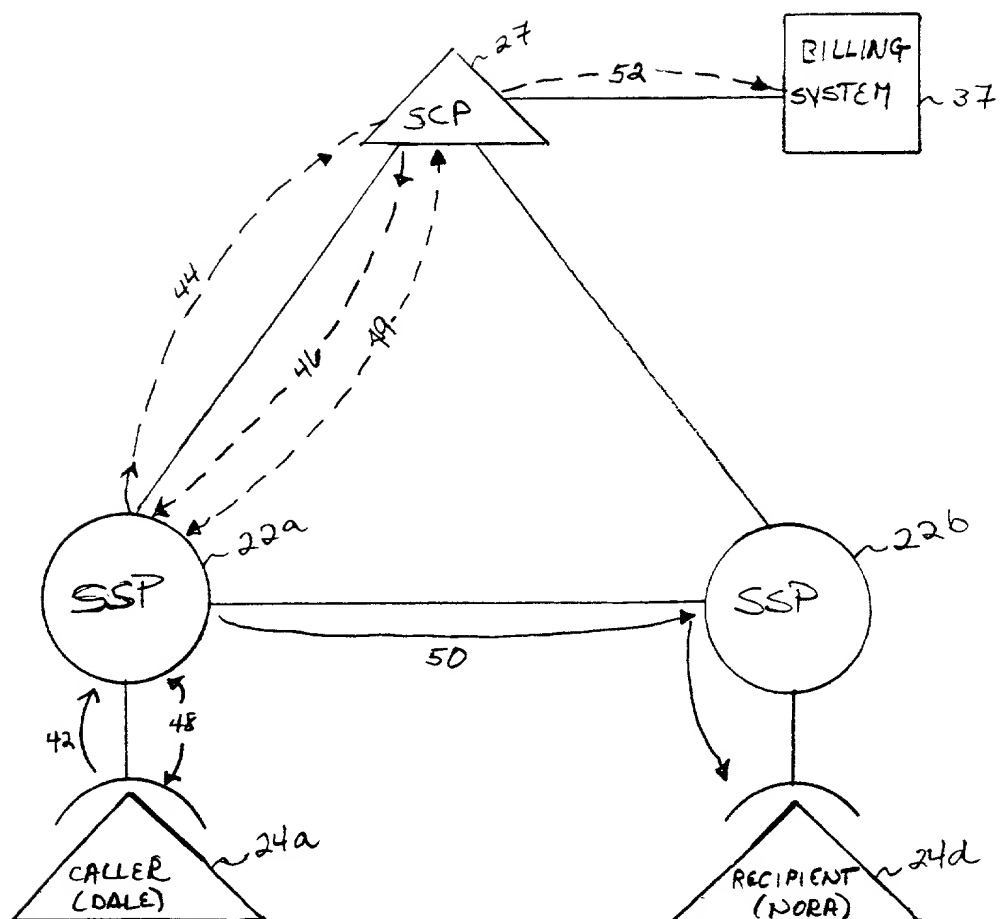 27
BILLING
SYSTEM
52
37
SCP
44
46
49
22a
22b
SSP
SSP
50
42
48
24a
24d
CALLER
(DALE)
RECIPIENT
(NORA)